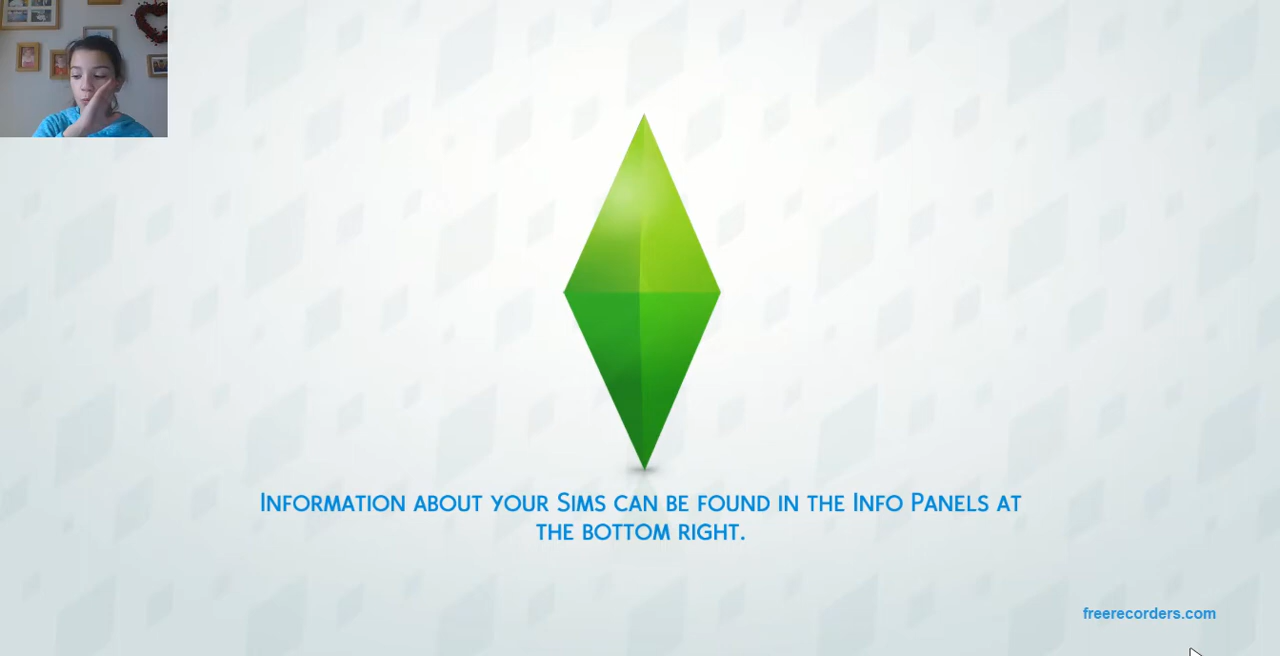 Information about your Sims can be found in the Info Panels at
the bottom right.
freerecorders.com